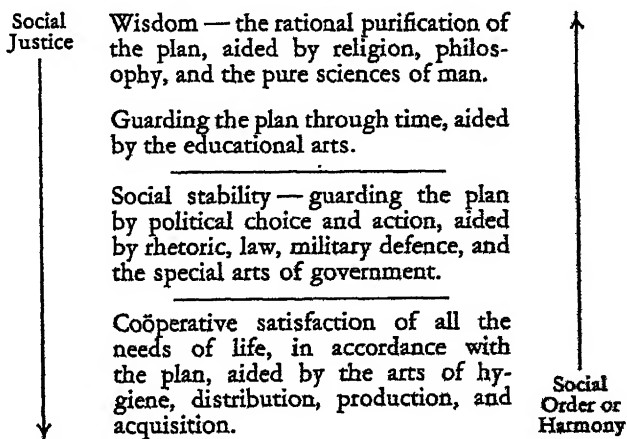 Social
Justice
Wisdom — the rational purification of
the plan, aided by religion, philos-
ophy, and the pure sciences of man.
Guarding the plan through time, aided
by the educational arts.
Social stability — guarding the plan
by political choice and action, aided
by rhetoric, law, military defence, and
the special arts of government.
Coöperative satisfaction of all the
needs of life, in accordance with
the plan, aided by the arts of hy-
giene, distribution, production, and
acquisition.
Social
Order or
Harmony